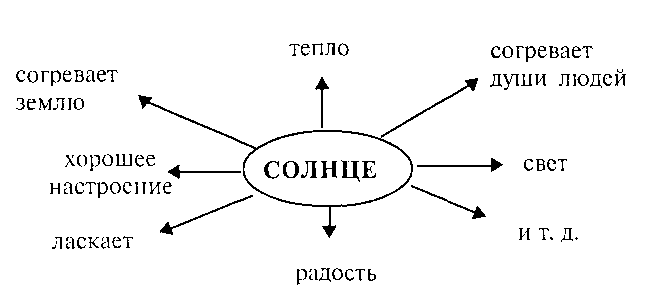 тепло
согревает
души людей
согревает
землю
хорошее
настроение
СОЛНЦЕ
свет
ласкает
и т. д.
радость